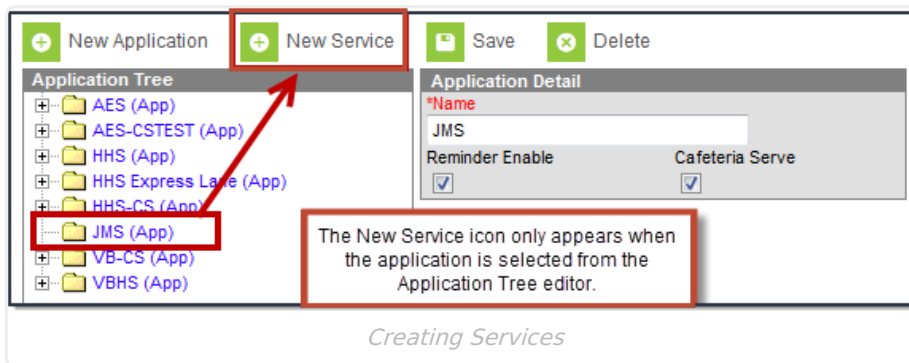 New Application New Service Save Delete
Application Tree
AES (App)
AES-CSTEST (App)
HHS (App)
HHS Express Lane (App)
HHS-CS (App)
JMS (App)
VB-CS (App)
VBHS (App)
Application Detail
*Name
JMS
Reminder Enable Cafeteria Serve
The New Service icon only appears when
the application is selected from the
Application Tree editor.
Creating Services